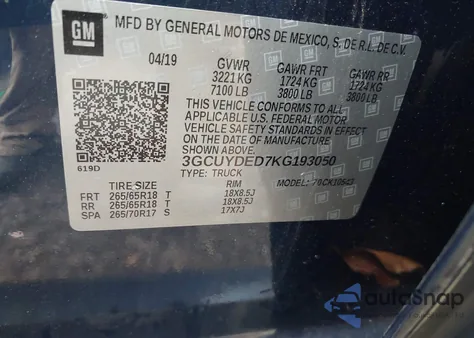 GM
MFD BY GENERAL MOTORS DE MEXICO, S. DE R.L. DE C.V.
04/19 GVWR GAWR FRT GAWR RR
3221 KG 1724 KG 1724 KG
7100 LB 3800 LB 3800 LB
THIS VEHICLE CONFORMS TO ALL
APPLICABLE U.S. FEDERAL MOTOR
VEHICLE SAFETY AND
STANDARDS IN EFFECT ON THE DATE OF
MANUFACTURE SHOWN ABOVE.
619D
3GCUYDED7KG193050
TYPE: TRUCK MODEL:
TIRE SIZE RIM
FRT 265/65R18 T 18X8.5J
RR 265/65R18 T 18X8.5J
SPA 265/70R17 S 17X7J
AulaSnap